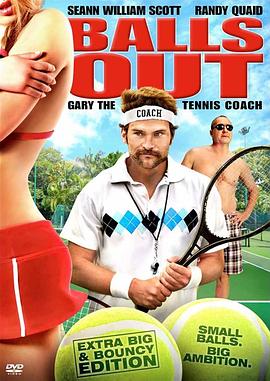 SEANN WILLIAM SCOTT RANDY QUAID
BALLS
OUT
GARY THE TENNIS COACH
COACH
EXTRA BIG
& BOUNCY
EDITION
SMALL
BALLS.
BIG
AMBITION.
DVD
VIDEO